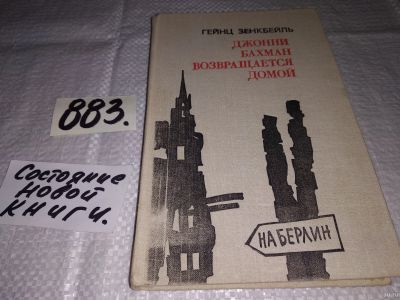 ГЕЙНЦ ЗЕНКБЕЙЛЬ
ДЖОННИ
БАХМАН
ВОЗВРАЩАЕТСЯ
ДОМОЙ
НА БЕРЛИН
883.
Состояние
новой
книги.